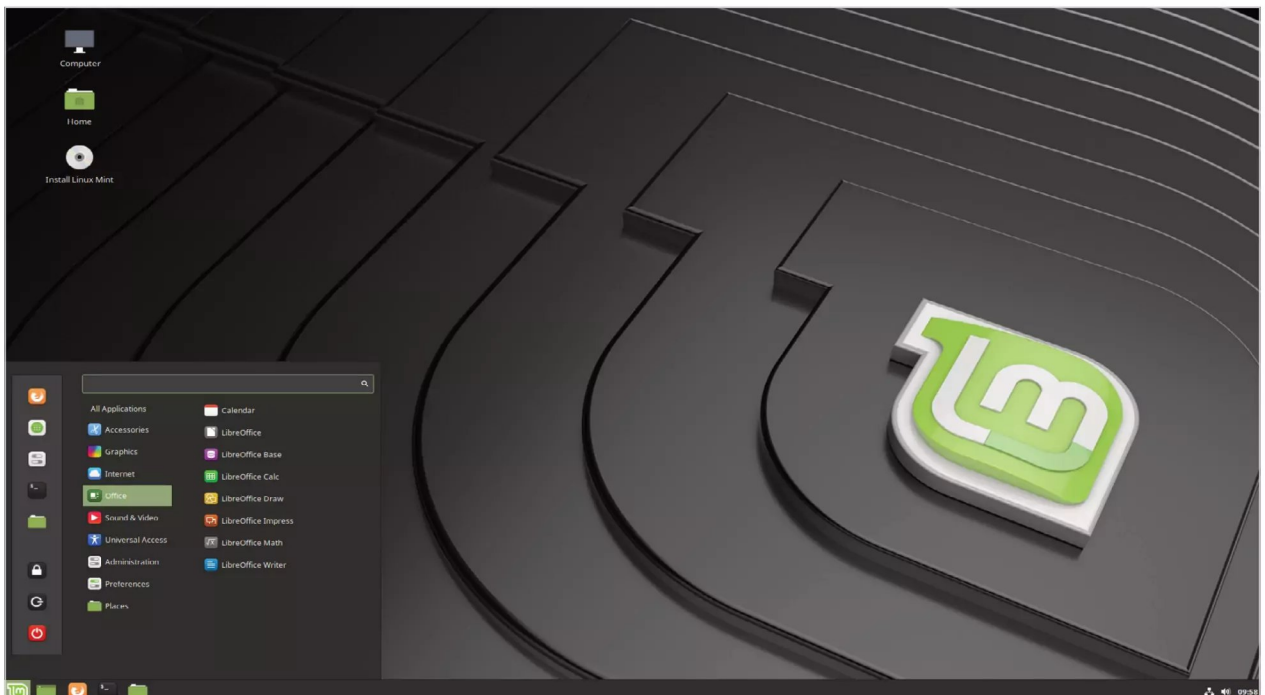 Computer
Home
Install Linux Mint
All Applications
Accessories
Graphics
Internet
Office
Sound & Video
Universal Access
Administration
Preferences
Places
Calendar
LibreOffice
LibreOffice Base
LibreOffice Calc
LibreOffice Draw
LibreOffice Impress
LibreOffice Math
LibreOffice Writer
lm
09:58